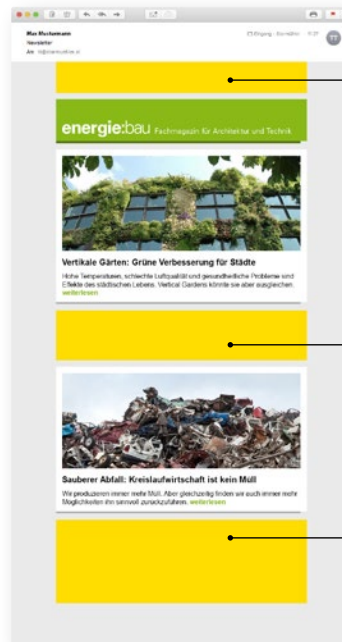 Max Mustermann
Newsletter
An
TT
energie:bau Fachmagazin für Architektur und Technik
Vertikale Gärten: Grüne Verbesserung für Städte
Hohe Temperaturen, schlechte Luftqualität und gesundheitliche Probleme sind
Effekte des städtischen Lebens. Vertical Gardens könnte sie aber ausgleichen.
weiterlesen
Sauberer Abfall: Kreislaufwirtschaft ist kein Müll
Wir produzieren immer mehr Müll. Aber gleichzeitig finden wir auch immer mehr
Möglichkeiten ihn sinnvoll zurückzuführen. weiterlesen